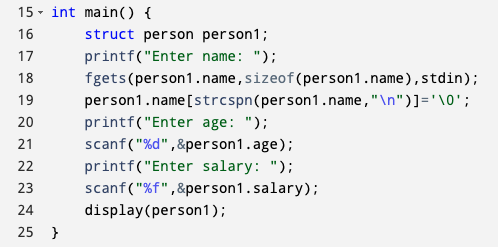 15 int main() {
16     struct person person1;
17     printf("Enter name: ");
18     fgets(person1.name,sizeof(person1.name),stdin);
19     person1.name[strcspn(person1.name,"\n")]='\0';
20     printf("Enter age: ");
21     scanf("%d",&person1.age);
22     printf("Enter salary: ");
23     scanf("%f",&person1.salary);
24     display(person1);
25 }